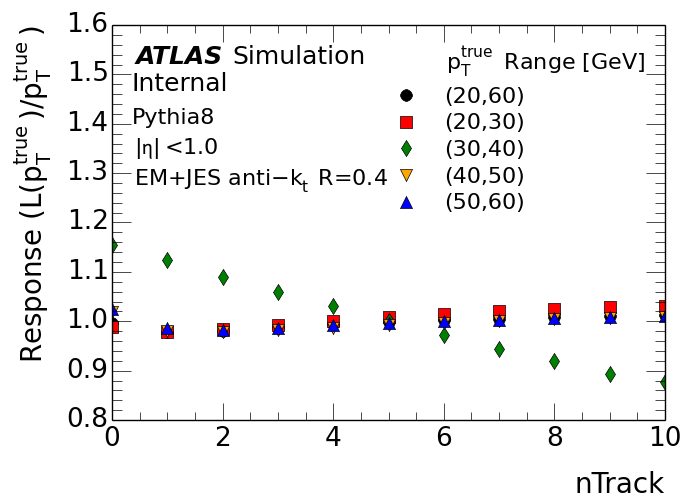 Response (L(p_T^true)/p_T^true)
1.6
1.5
1.4
1.3
1.2
1.1
1.0
0.9
0.8
ATLAS Simulation
Internal
Pythia8
|η| <1.0
EM+JES anti−k_t R=0.4
p_T^true Range [GeV]
(20,60)
(20,30)
(30,40)
(40,50)
(50,60)
0 2 4 6 8 10
nTrack